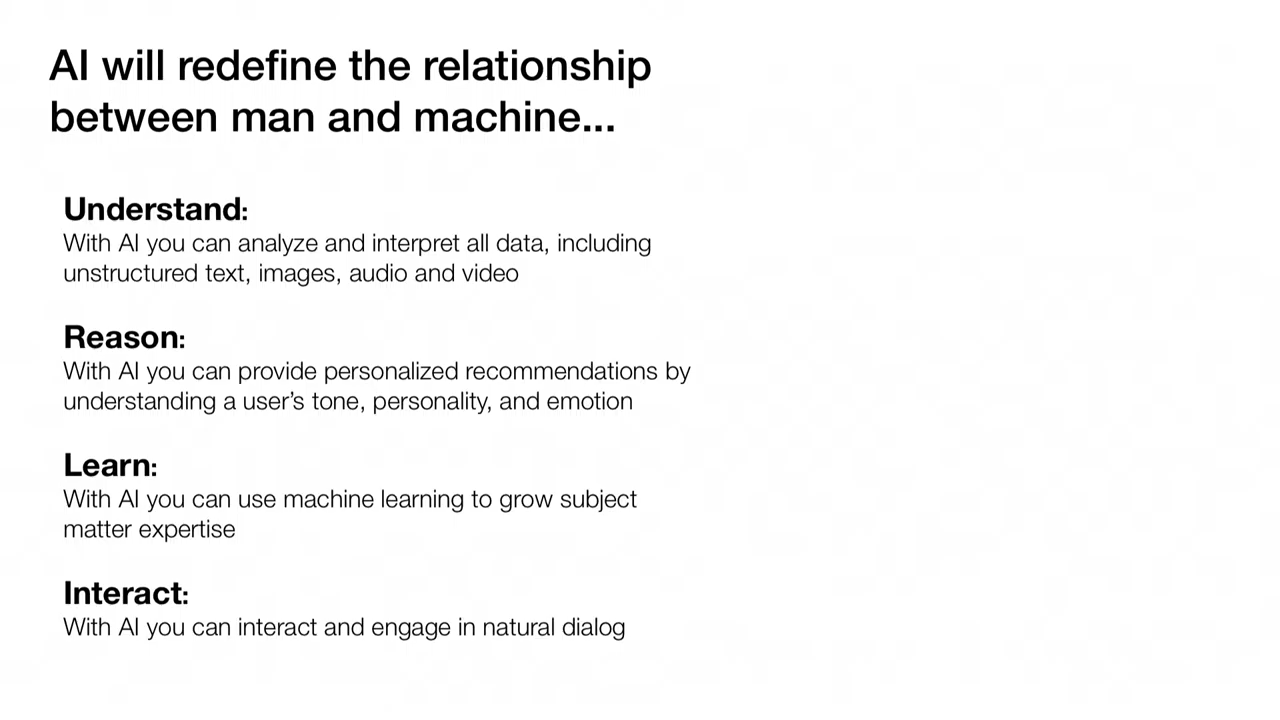 AI will redefine the relationship
between man and machine...
Understand:
With AI you can analyze and interpret all data, including
unstructured text, images, audio and video
Reason:
With AI you can provide personalized recommendations by
understanding a user’s tone, personality, and emotion
Learn:
With AI you can use machine learning to grow subject
matter expertise
Interact:
With AI you can interact and engage in natural dialog